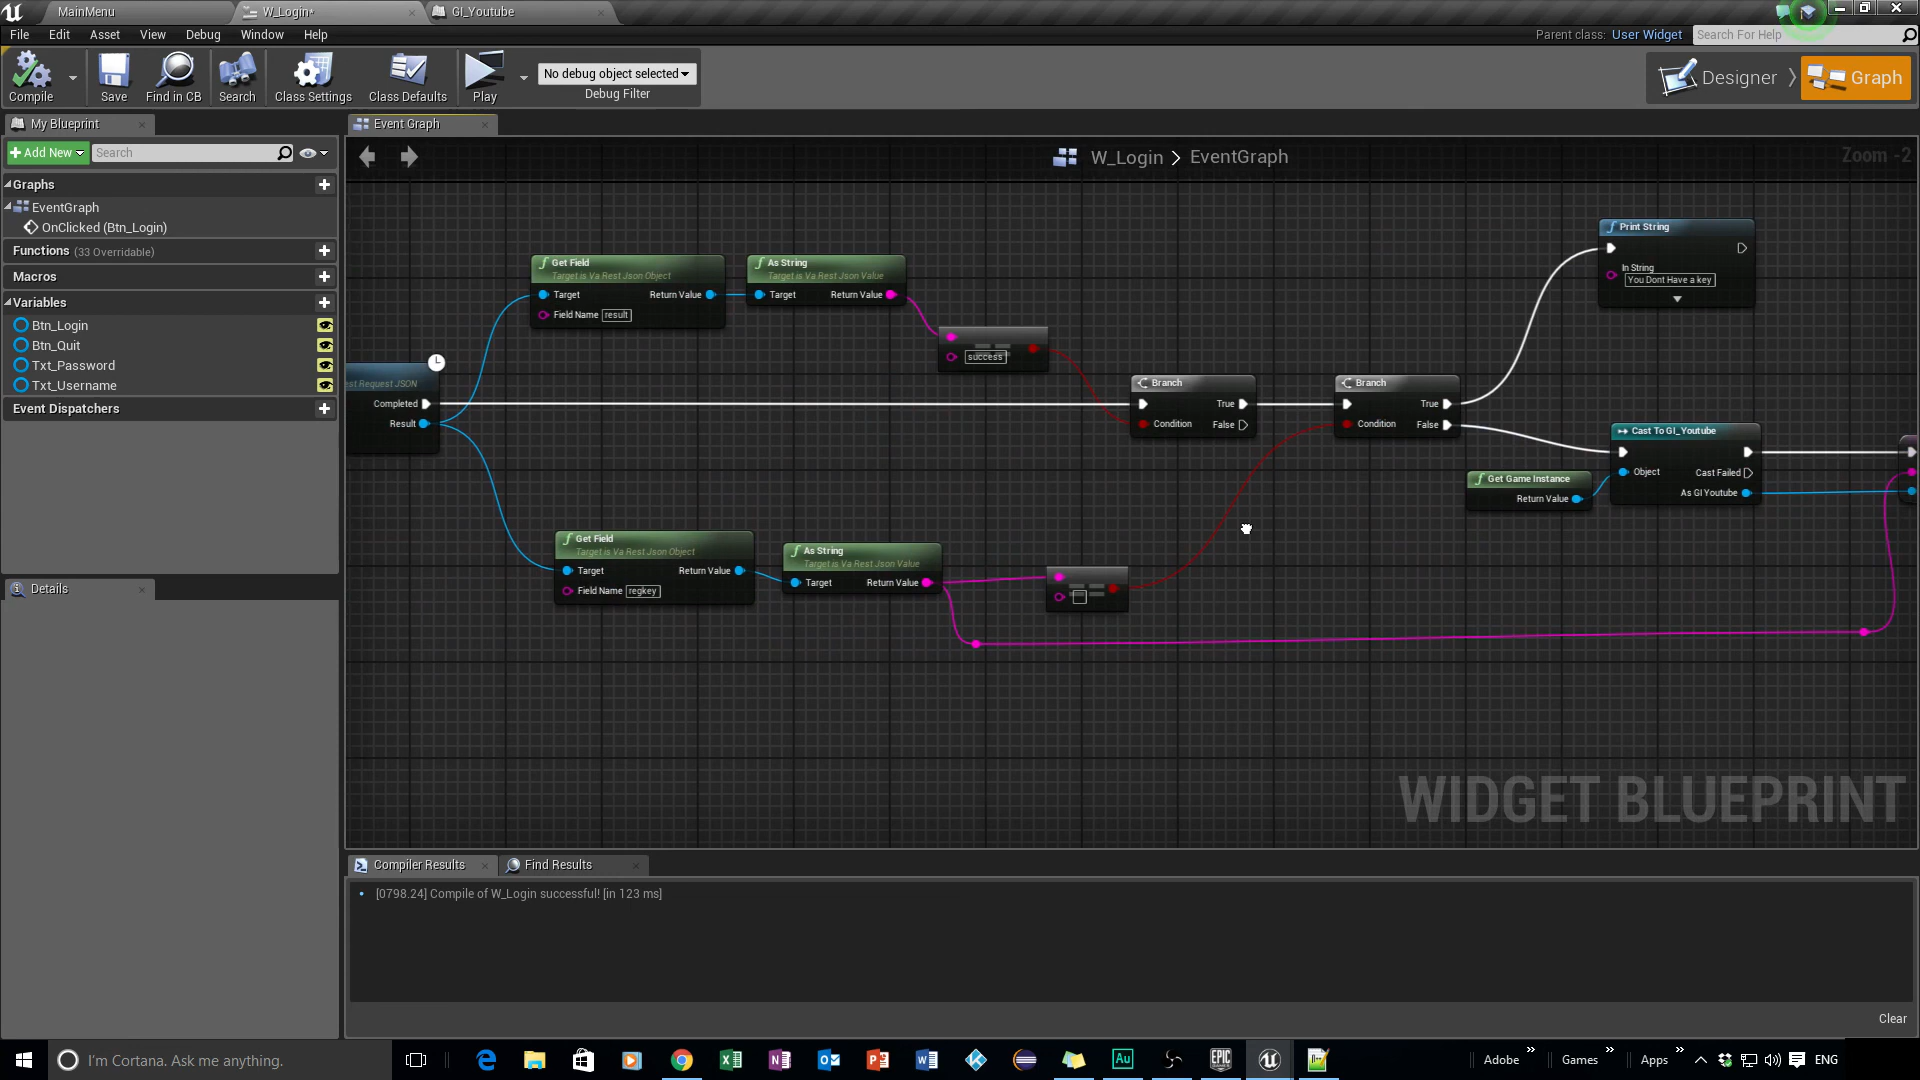 MainMenu
W_Login*
GI_Youtube
File Edit Asset View Debug Window Help
Parent class: User Widget
Search For Help
Compile
Save
Find in CB
Search
Class Settings
Class Defaults
Play
No debug object selected
Debug Filter
Designer
Graph
My Blueprint
Event Graph
Add New
Search
W_Login > EventGraph
Zoom -2
Graphs
EventGraph
OnClicked (Btn_Login)
Functions (33 Overridable)
Macros
Variables
Btn_Login
Btn_Quit
Txt_Password
Txt_Username
Event Dispatchers
Details
est Request JSON
Completed
Result
Get Field
Target is Va Rest Json Object
Target Return Value
Field Name result
As String
Target is Va Rest Json Value
Target Return Value
success
Branch
True
Condition False
Branch
True
Condition False
Print String
In String
You Dont Have a key
Cast To GI_Youtube
Object Cast Failed
As GI Youtube
Get Game Instance
Return Value
Get Field
Target is Va Rest Json Object
Target Return Value
Field Name regkey
As String
Target is Va Rest Json Value
Target Return Value
WIDGET BLUEPRINT
Compiler Results
Find Results
[0798.24] Compile of W_Login successful! [in 123 ms]
Clear
I'm Cortana. Ask me anything.
Au
EPIC
Adobe
Games
Apps
ENG